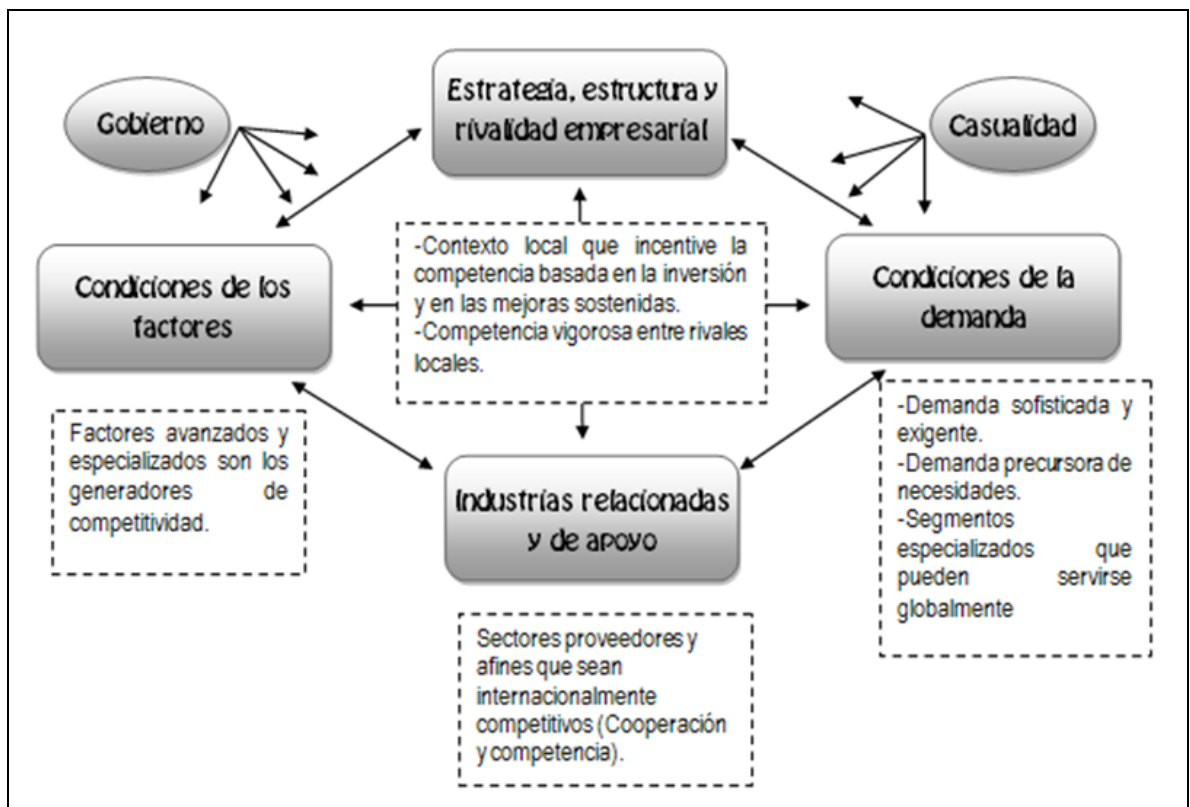 Estrategia, estructura y
rivalidad empresarial
Gobierno
Casualidad
-Contexto local que incentive la
competencia basada en la inversión
y en las mejoras sostenidas.
-Competencia vigorosa entre rivales
locales.
Condiciones de los
factores
Condiciones de la
demanda
Factores avanzados y
especializados son los
generadores de
competitividad.
-Demanda sofisticada y
exigente.
-Demanda precursora de
necesidades.
-Segmentos
especializados que
pueden servirse
globalmente
Industrias relacionadas
y de apoyo
Sectores proveedores y
afines que sean
internacionalmente
competitivos (Cooperación
y competencia).